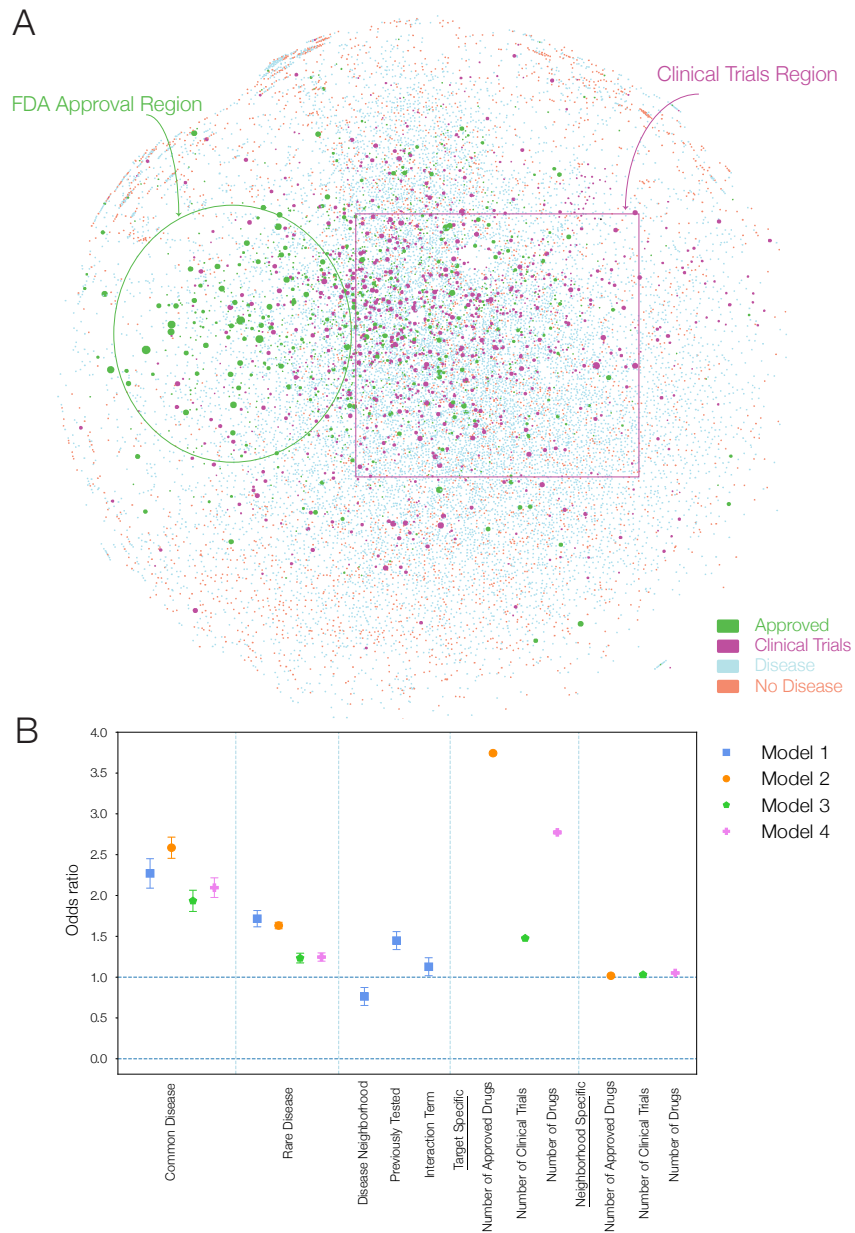 A
FDA Approval Region
Clinical Trials Region
Approved
Clinical Trials
Disease
No Disease
B
4.0
3.5
3.0
2.5
2.0
1.5
1.0
0.5
0.0
Odds ratio
Model 1
Model 2
Model 3
Model 4
Common Disease
Rare Disease
Disease Neighborhood
Previously Tested
Interaction Term
Target Specific
Number of Approved Drugs
Number of Clinical Trials
Number of Drugs
Neighborhood Specific
Number of Approved Drugs
Number of Clinical Trials
Number of Drugs